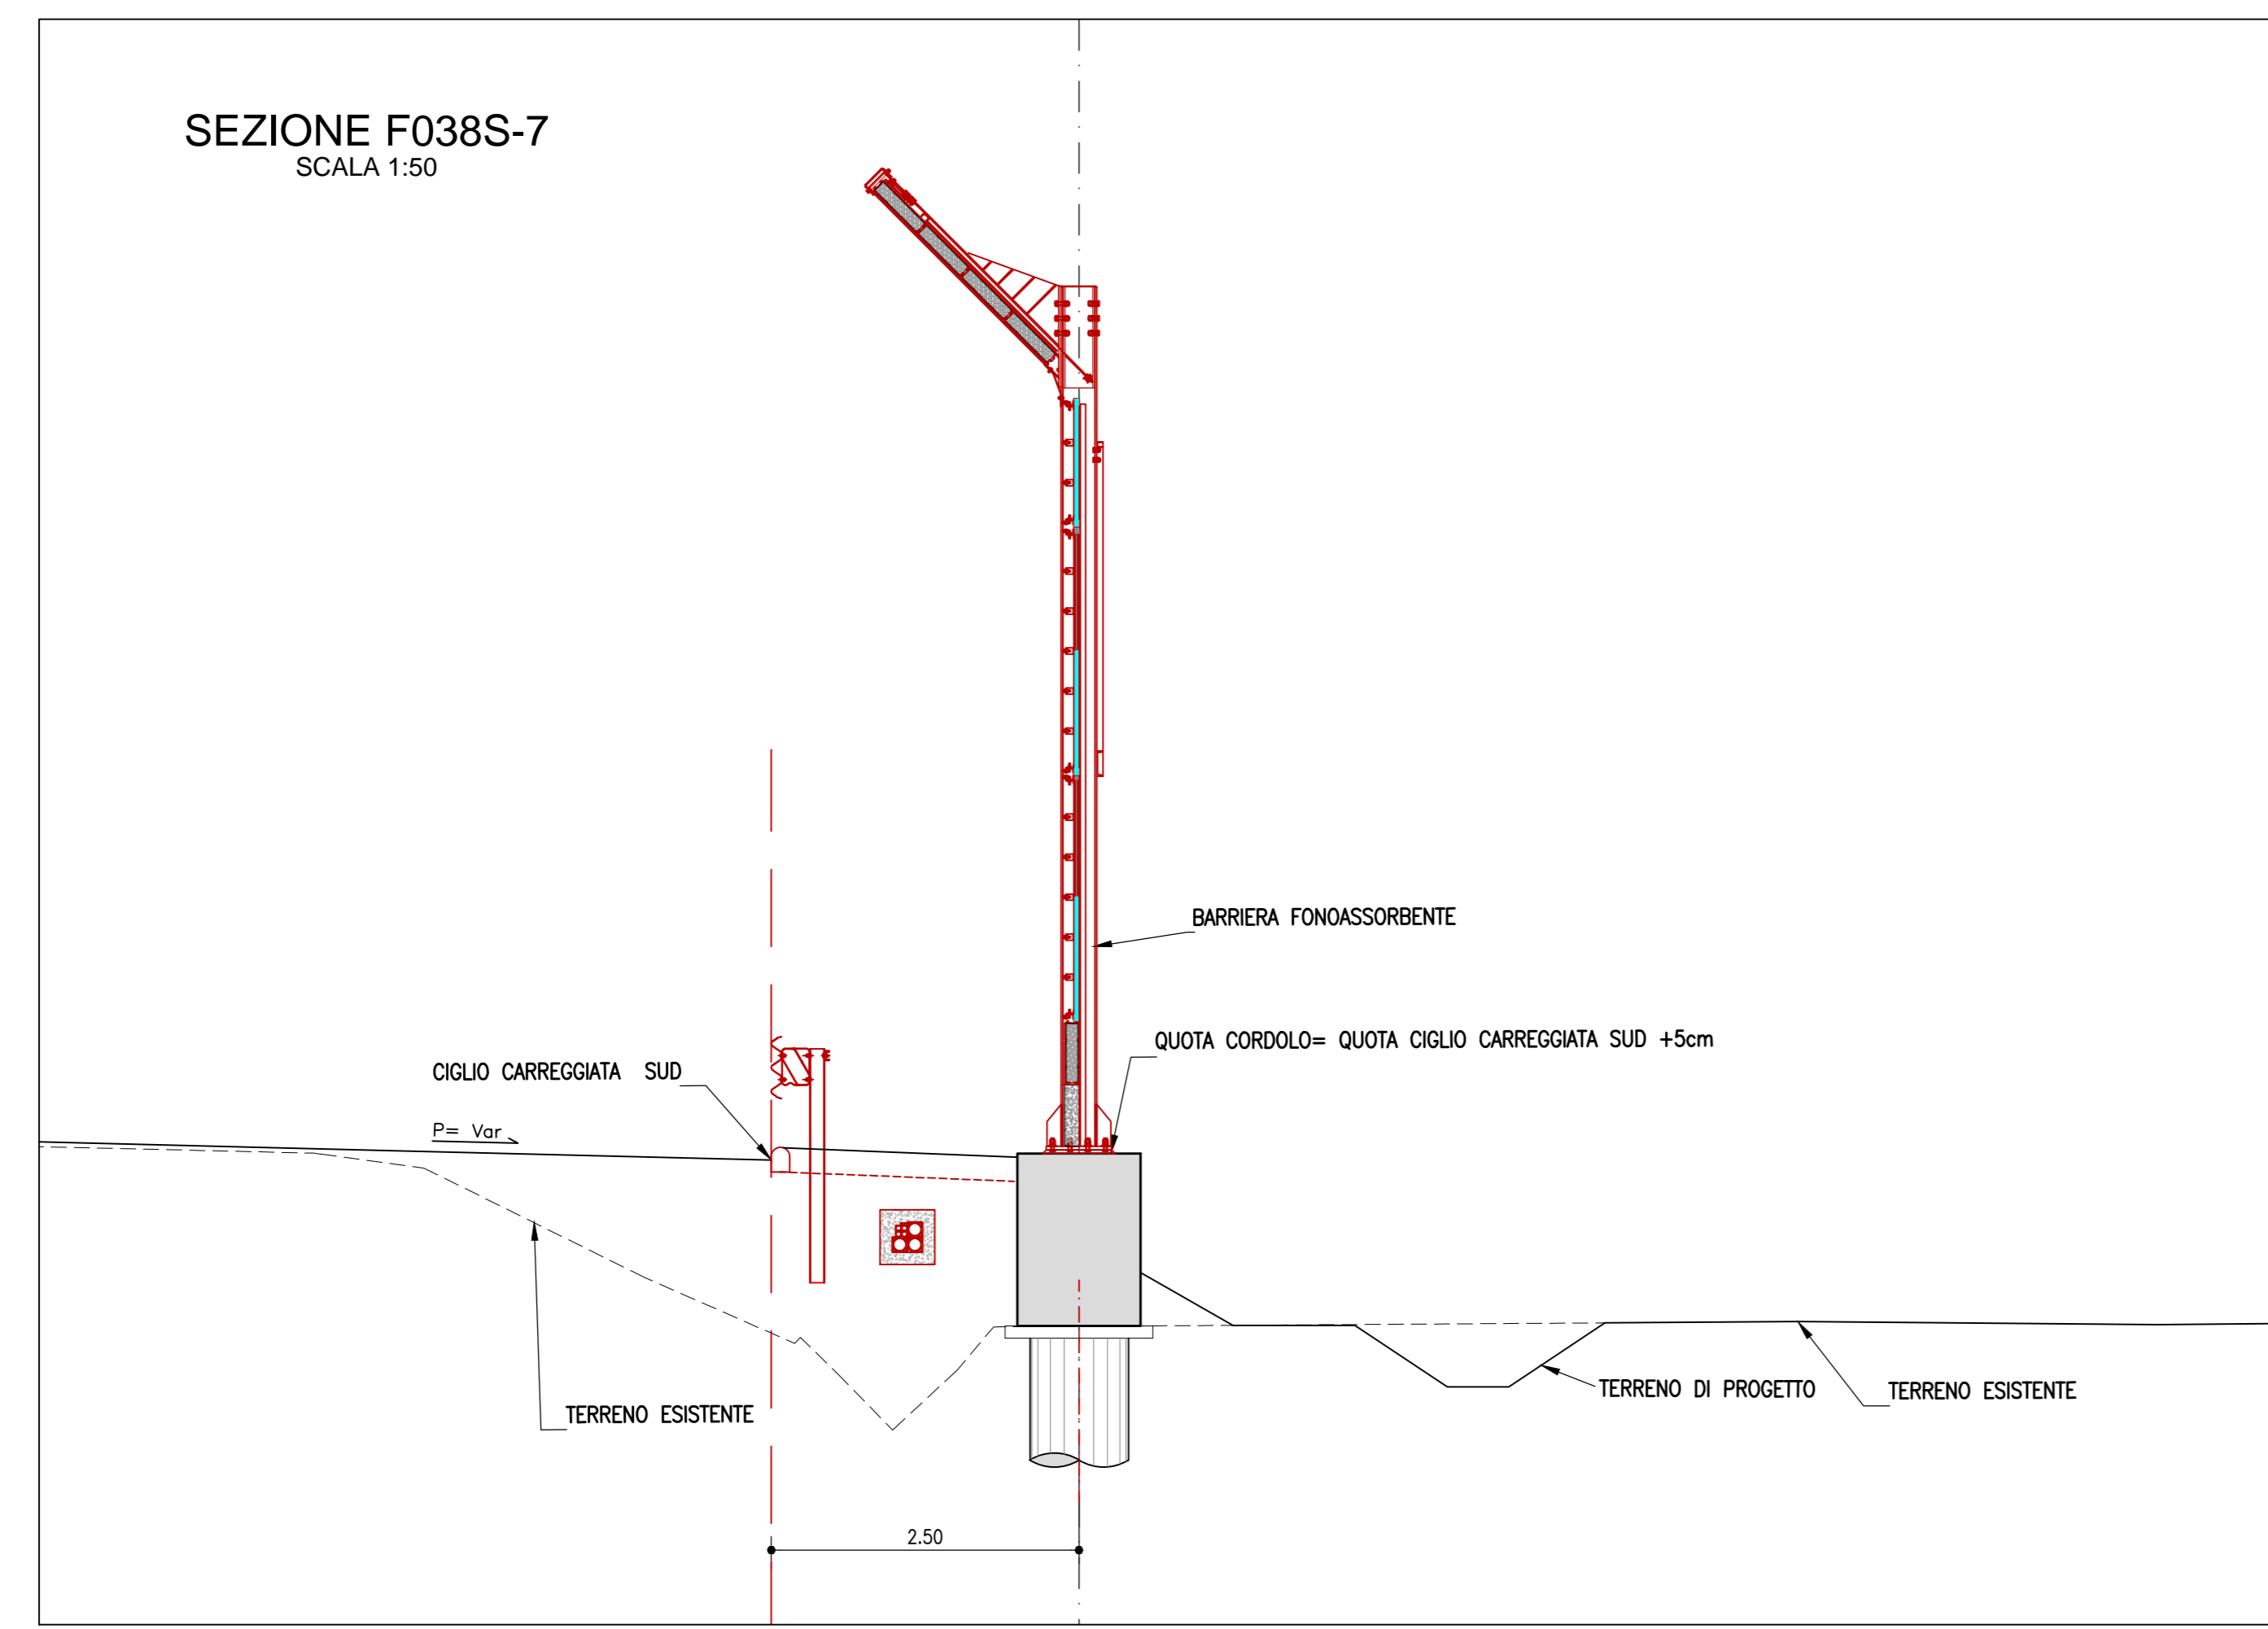 SEZIONE F038S-7
SCALA 1:50
BARRIERA FONOASSORBENTE
QUOTA CORDOLO= QUOTA CIGLIO CARREGGIATA SUD +5cm
CIGLIO CARREGGIATA SUD
P= Var
TERRENO DI PROGETTO
TERRENO ESISTENTE
TERRENO ESISTENTE
2.50